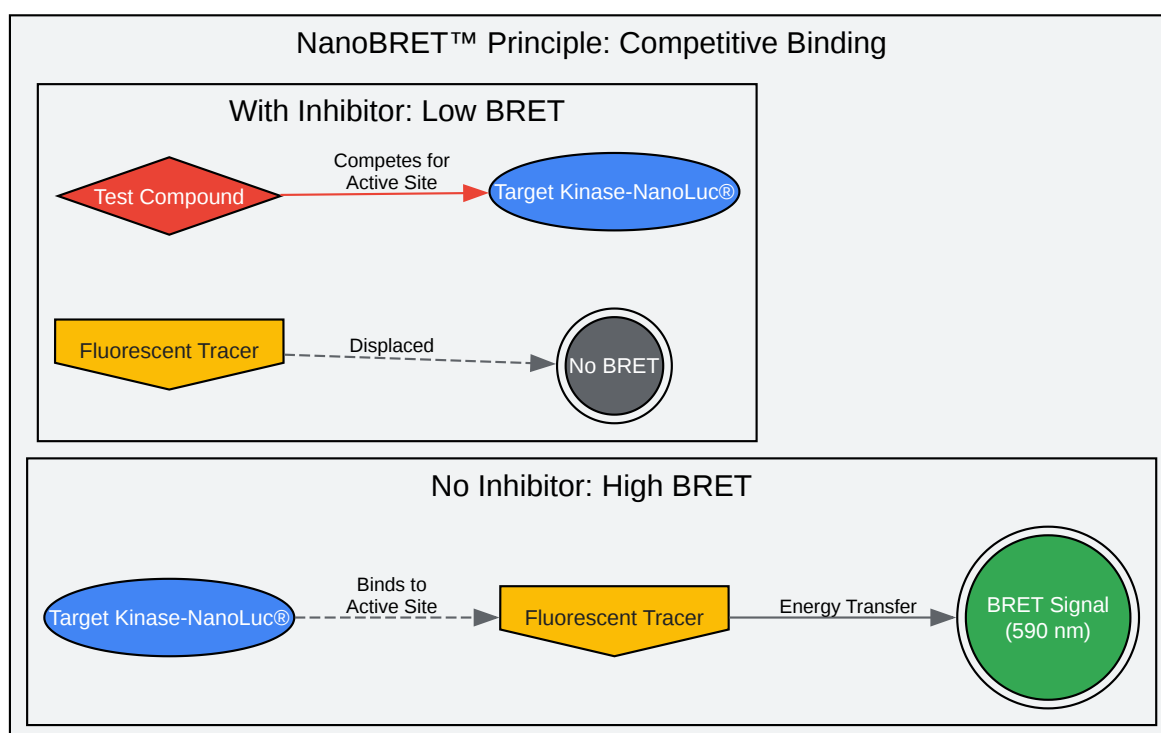 NanoBRET™ Principle: Competitive Binding
With Inhibitor: Low BRET
Test Compound
Competes for
Active Site
Target Kinase-NanoLuc®
Fluorescent Tracer
Displaced
No BRET
No Inhibitor: High BRET
Target Kinase-NanoLuc®
Binds to
Active Site
Fluorescent Tracer
Energy Transfer
BRET Signal
(590 nm)